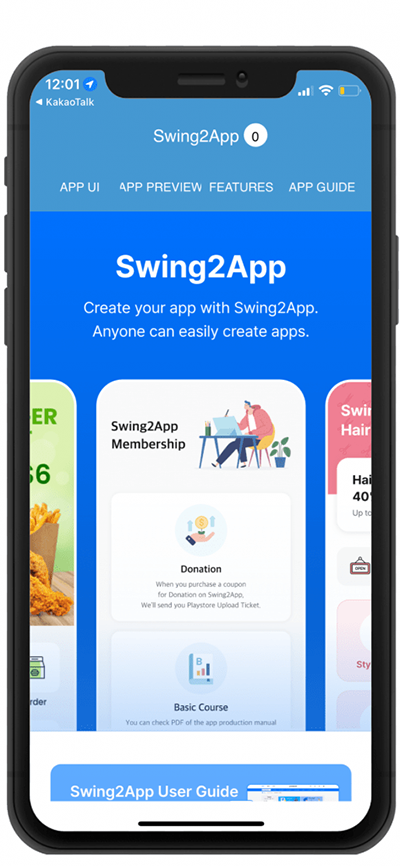 12:01
◀ KakaoTalk
Swing2App 0
APP UI APP PREVIEW FEATURES APP GUIDE
Swing2App
Create your app with Swing2App.
Anyone can easily create apps.
GER
$6
rder
Swing2App
Membership
Donation
When you purchase a coupon
for Donation on Swing2App,
We'll send you Playstore Upload Ticket.
B
Basic Course
You can check PDF of the app production manual
Swin
Hair
Hai
40%
Up to
OPEN
Sty
Swing2App User Guide